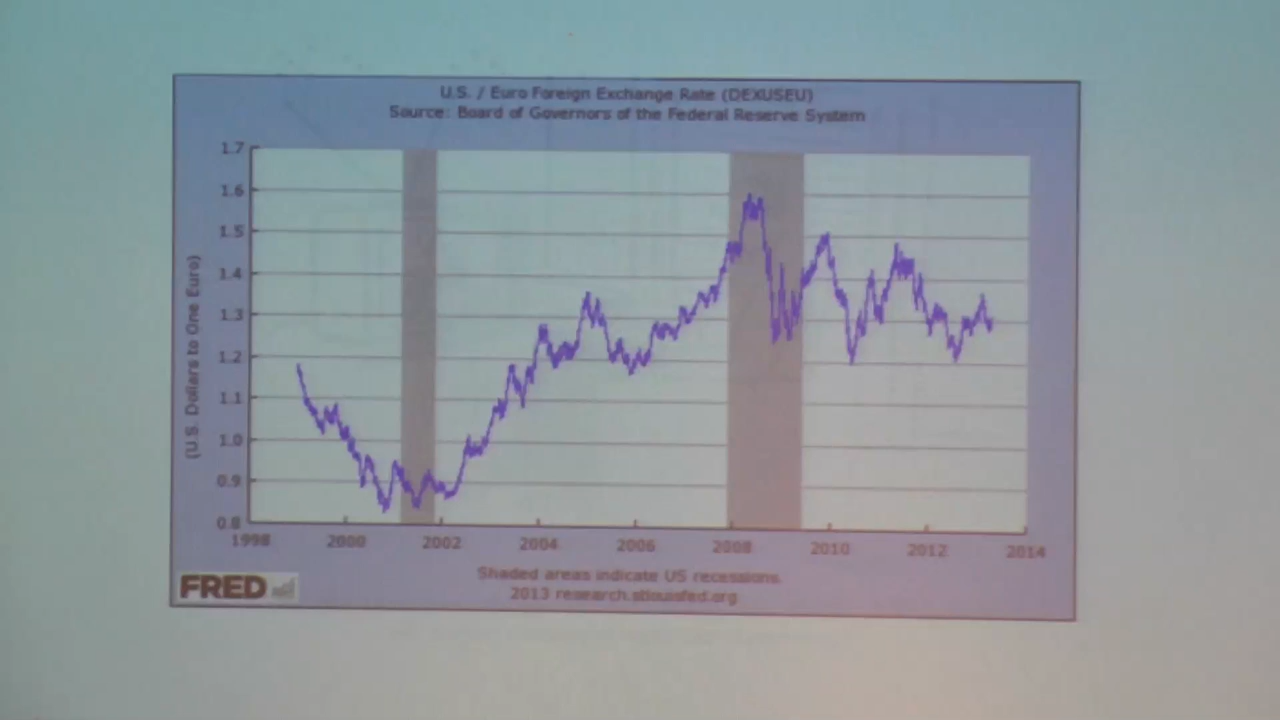 U.S. / Euro Foreign Exchange Rate (DEXUSEU)
Source: Board of Governors of the Federal Reserve System
(U.S. Dollars to One Euro)
1.7
1.6
1.5
1.4
1.3
1.2
1.1
1.0
0.9
0.8
1998 2000 2002 2004 2006 2008 2010 2012 2014
Shaded areas indicate US recessions.
2013 research.stlouisfed.org
FRED